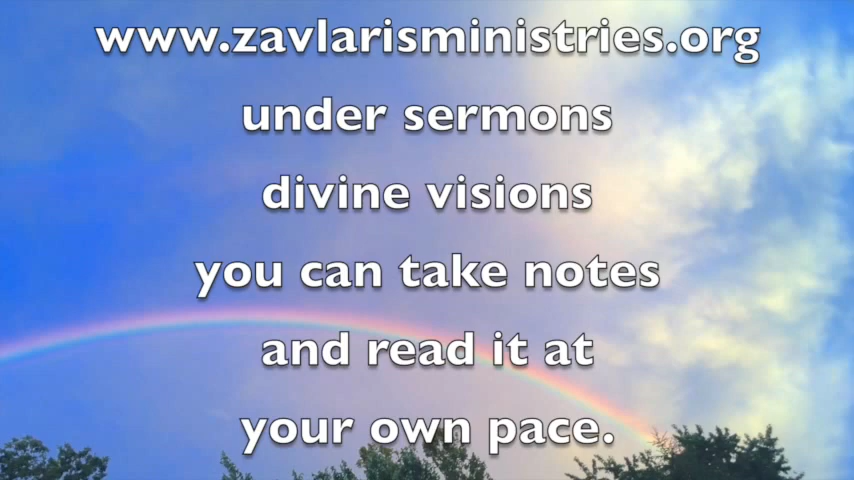 www.zavlarisministries.org
under sermons
divine visions
you can take notes
and read it at
your own pace.